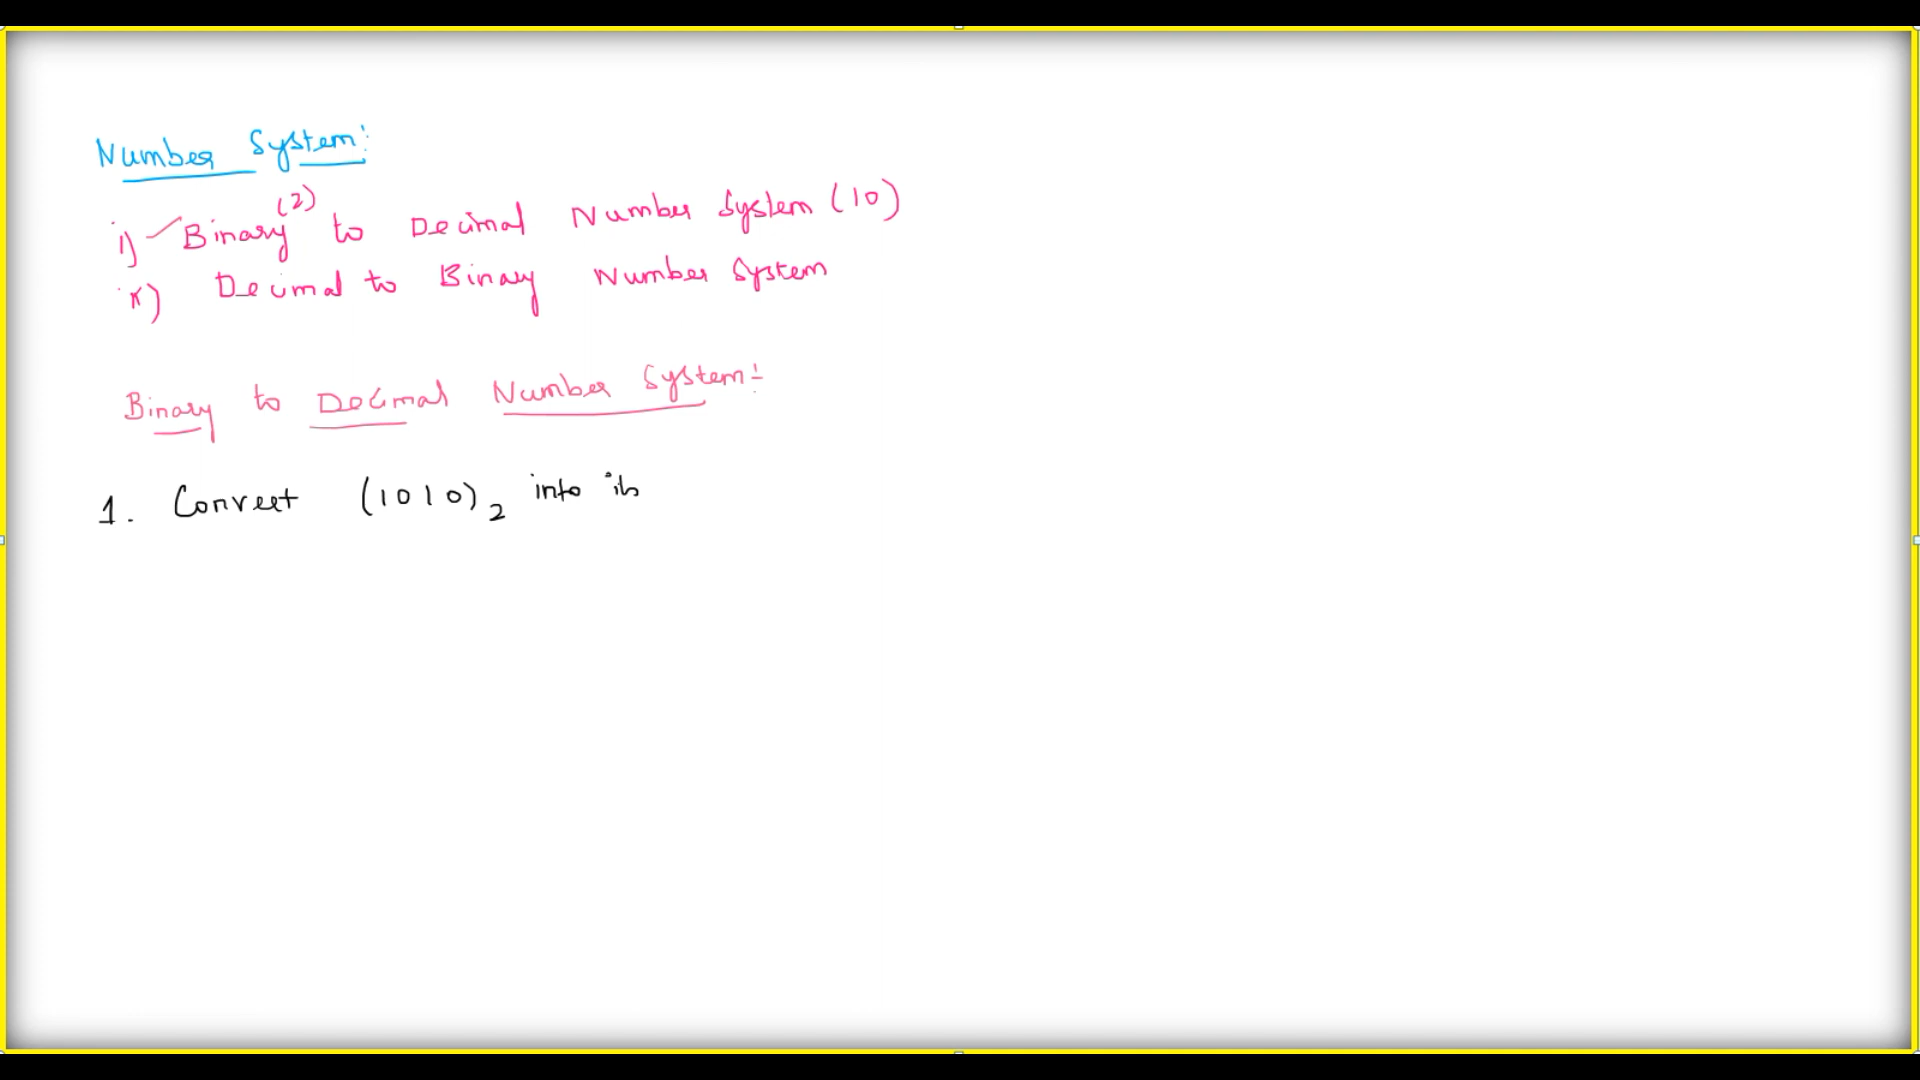 Number System:
i) Binary (2) to Decimal Number System (10)
ii) Decimal to Binary Number System
Binary to Decimal Number System:-
1. Convert (1010)2 into its